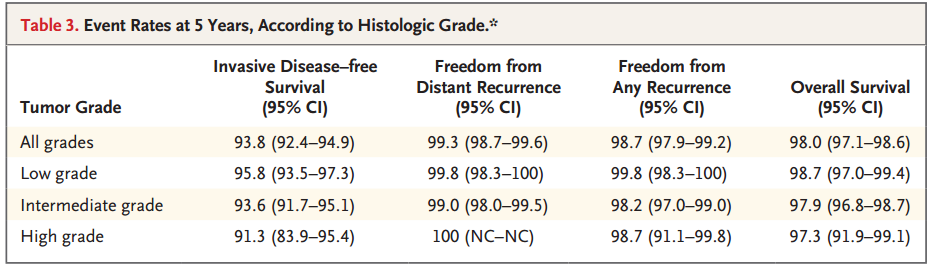 Table 3. Event Rates at 5 Years, According to Histologic Grade.*
Tumor Grade Invasive Disease–free Survival (95% CI) Freedom from Distant Recurrence (95% CI) Freedom from Any Recurrence (95% CI) Overall Survival (95% CI)
All grades 93.8 (92.4–94.9) 99.3 (98.7–99.6) 98.7 (97.9–99.2) 98.0 (97.1–98.6)
Low grade 95.8 (93.5–97.3) 99.8 (98.3–100) 99.8 (98.3–100) 98.7 (97.0–99.4)
Intermediate grade 93.6 (91.7–95.1) 99.0 (98.0–99.5) 98.2 (97.0–99.0) 97.9 (96.8–98.7)
High grade 91.3 (83.9–95.4) 100 (NC–NC) 98.7 (91.1–99.8) 97.3 (91.9–99.1)